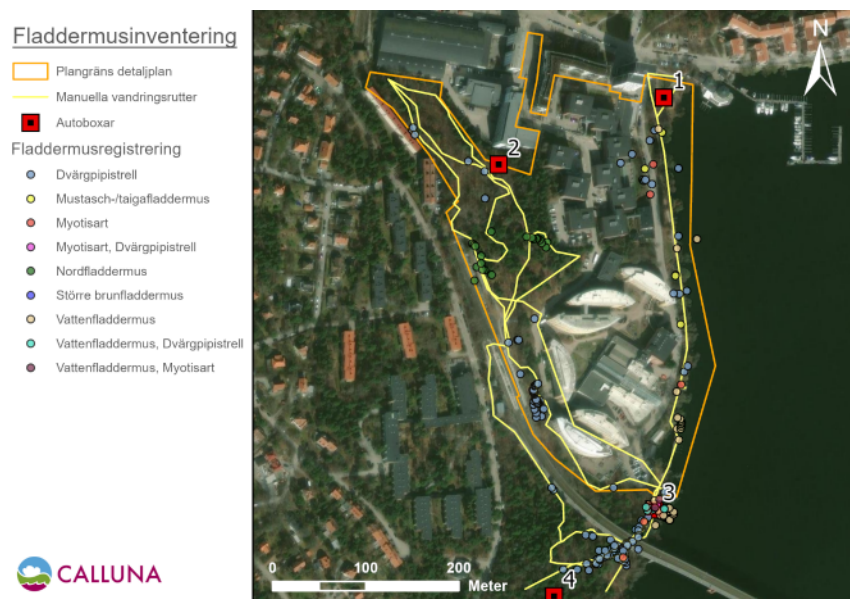 Fladdermusinventering
Plangräns detaljplan
Manuella vandringsrutter
Autoboxar
Fladdermusregistrering
Dvärgpipistrell
Mustasch-/taigafladdermus
Myotisart
Myotisart, Dvärgpipistrell
Nordfladdermus
Större brunfladdermus
Vattenfladdermus
Vattenfladdermus, Dvärgpipistrell
Vattenfladdermus, Myotisart
CALLUNA
N
1
2
3
4
0 100 200
Meter